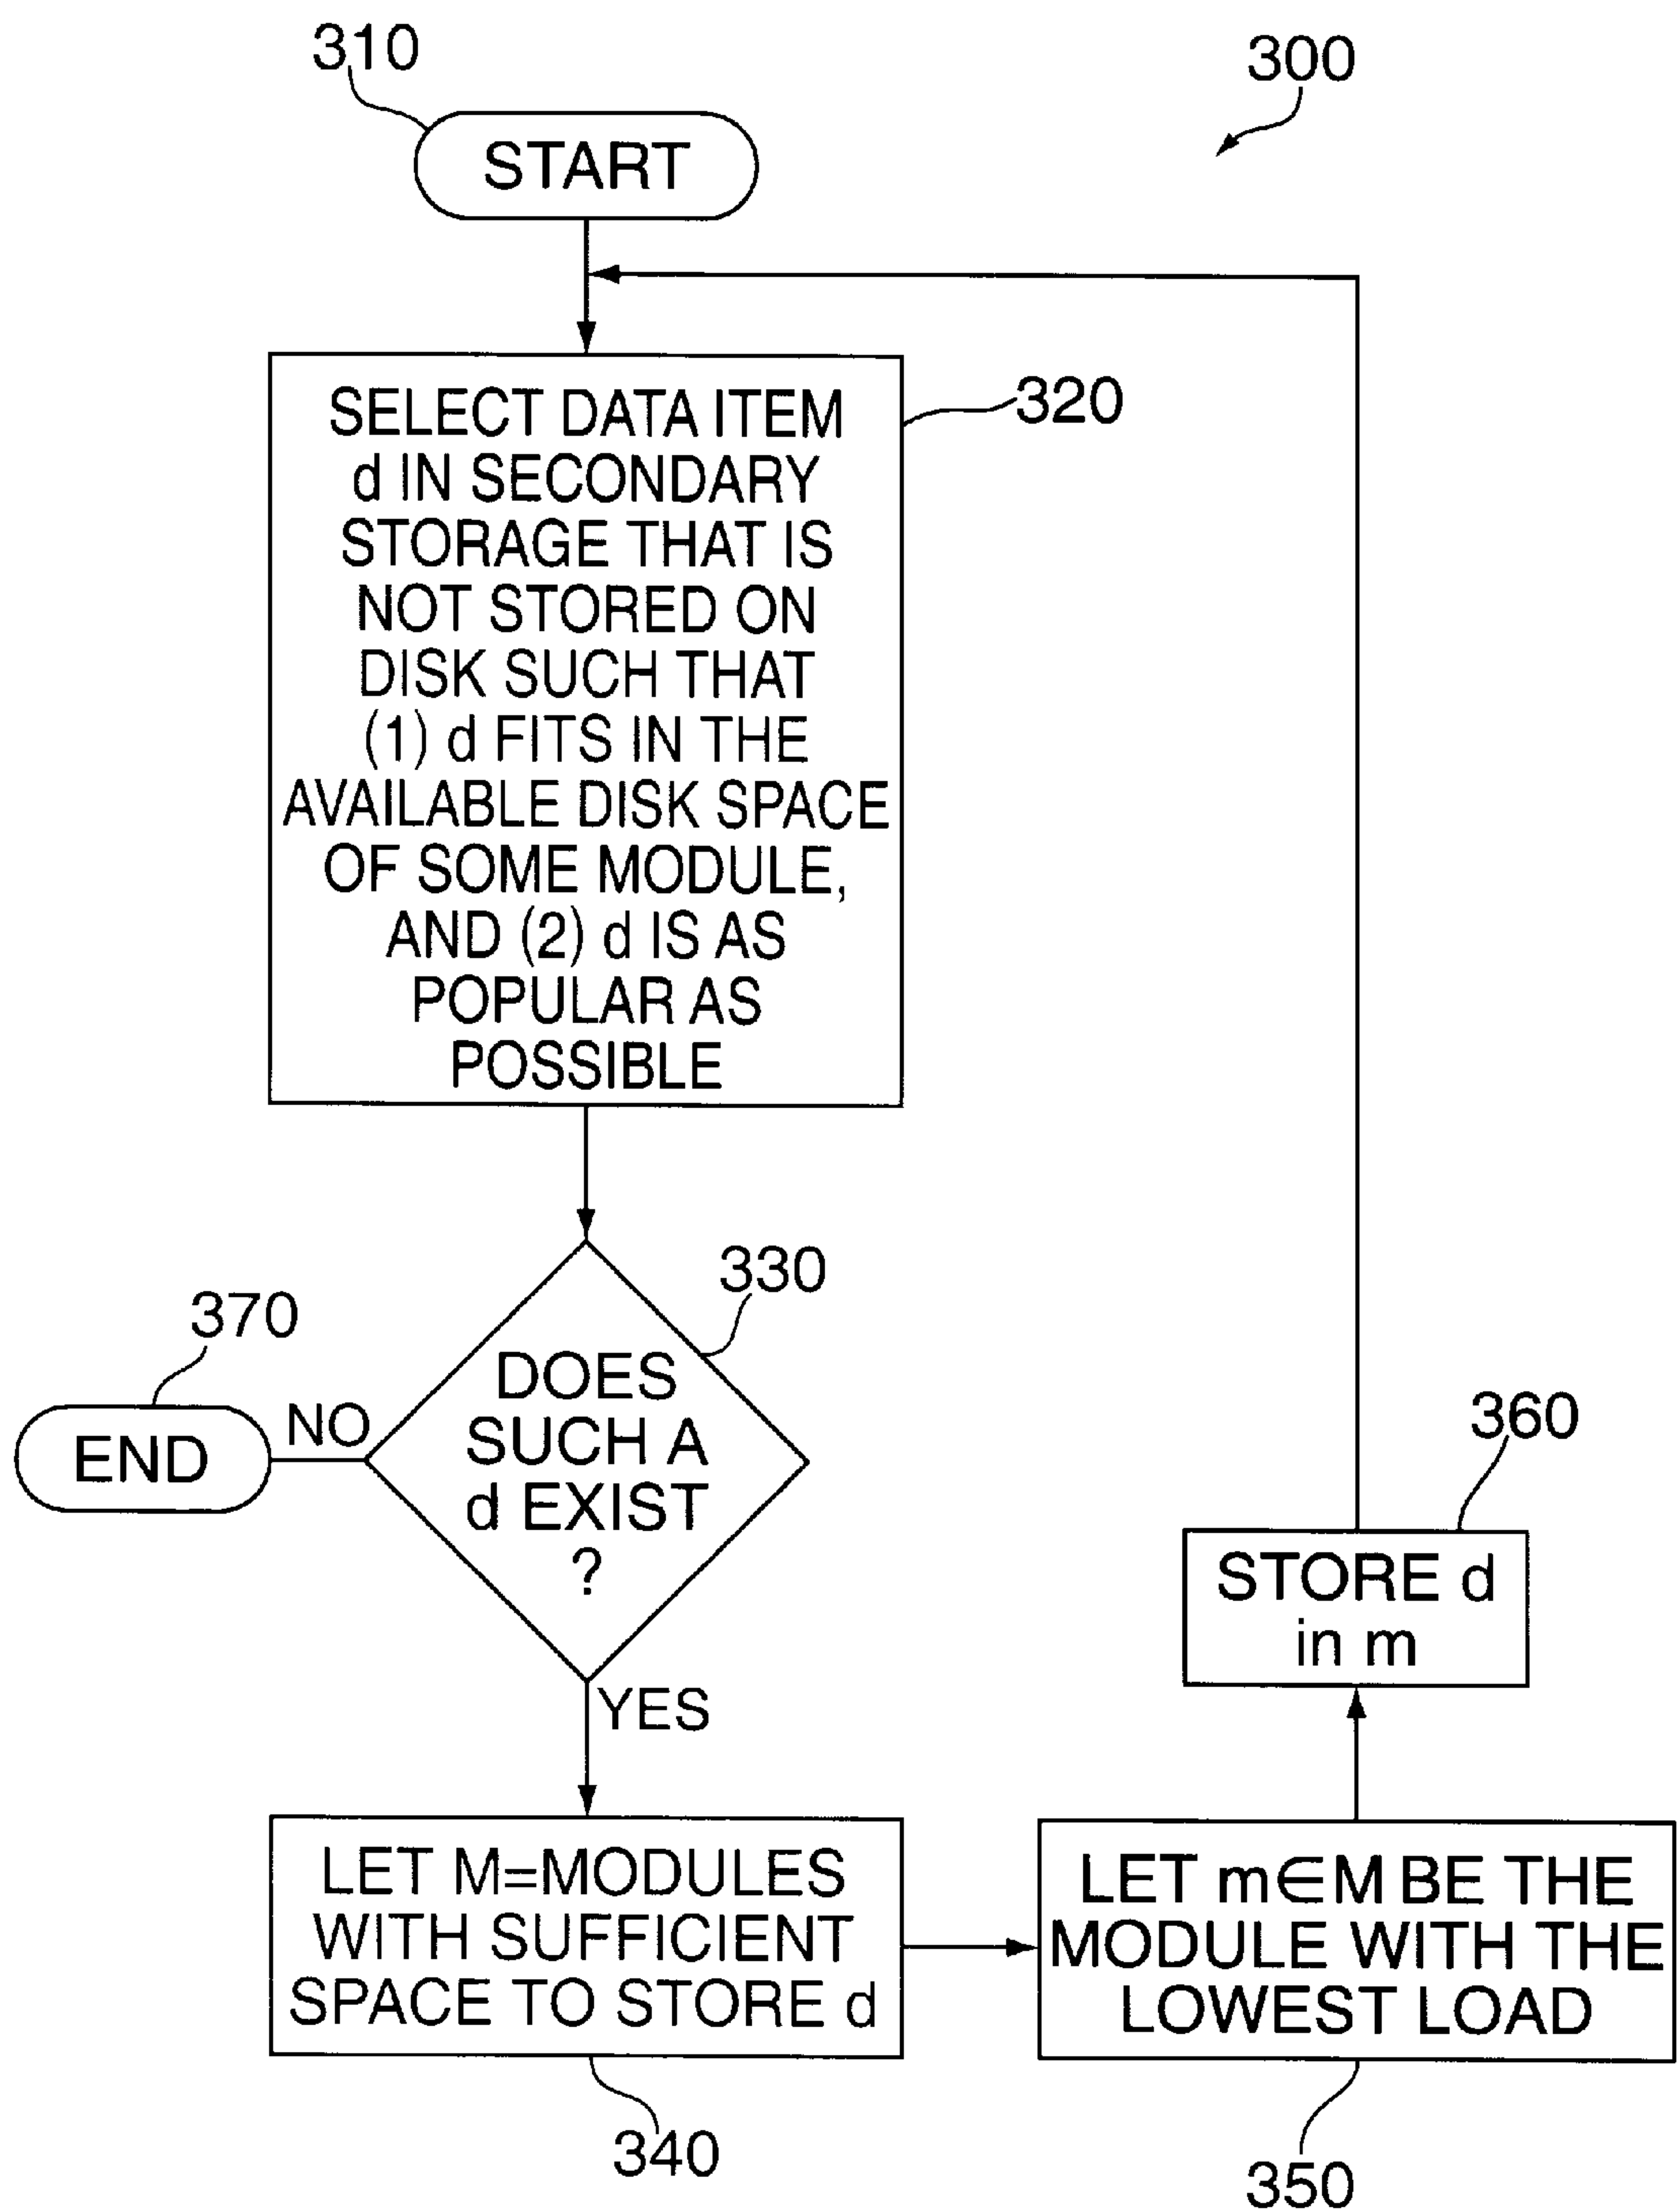 310
300
START
320
SELECT DATA ITEM
d IN SECONDARY
STORAGE THAT IS
NOT STORED ON
DISK SUCH THAT
(1) d FITS IN THE
AVAILABLE DISK SPACE
OF SOME MODULE,
AND (2) d IS AS
POPULAR AS
POSSIBLE
330
370
DOES
SUCH A
d EXIST
?
NO
END
YES
360
STORE d
in m
LET M=MODULES
WITH SUFFICIENT
SPACE TO STORE d
LET m∈M BE THE
MODULE WITH THE
LOWEST LOAD
340
350